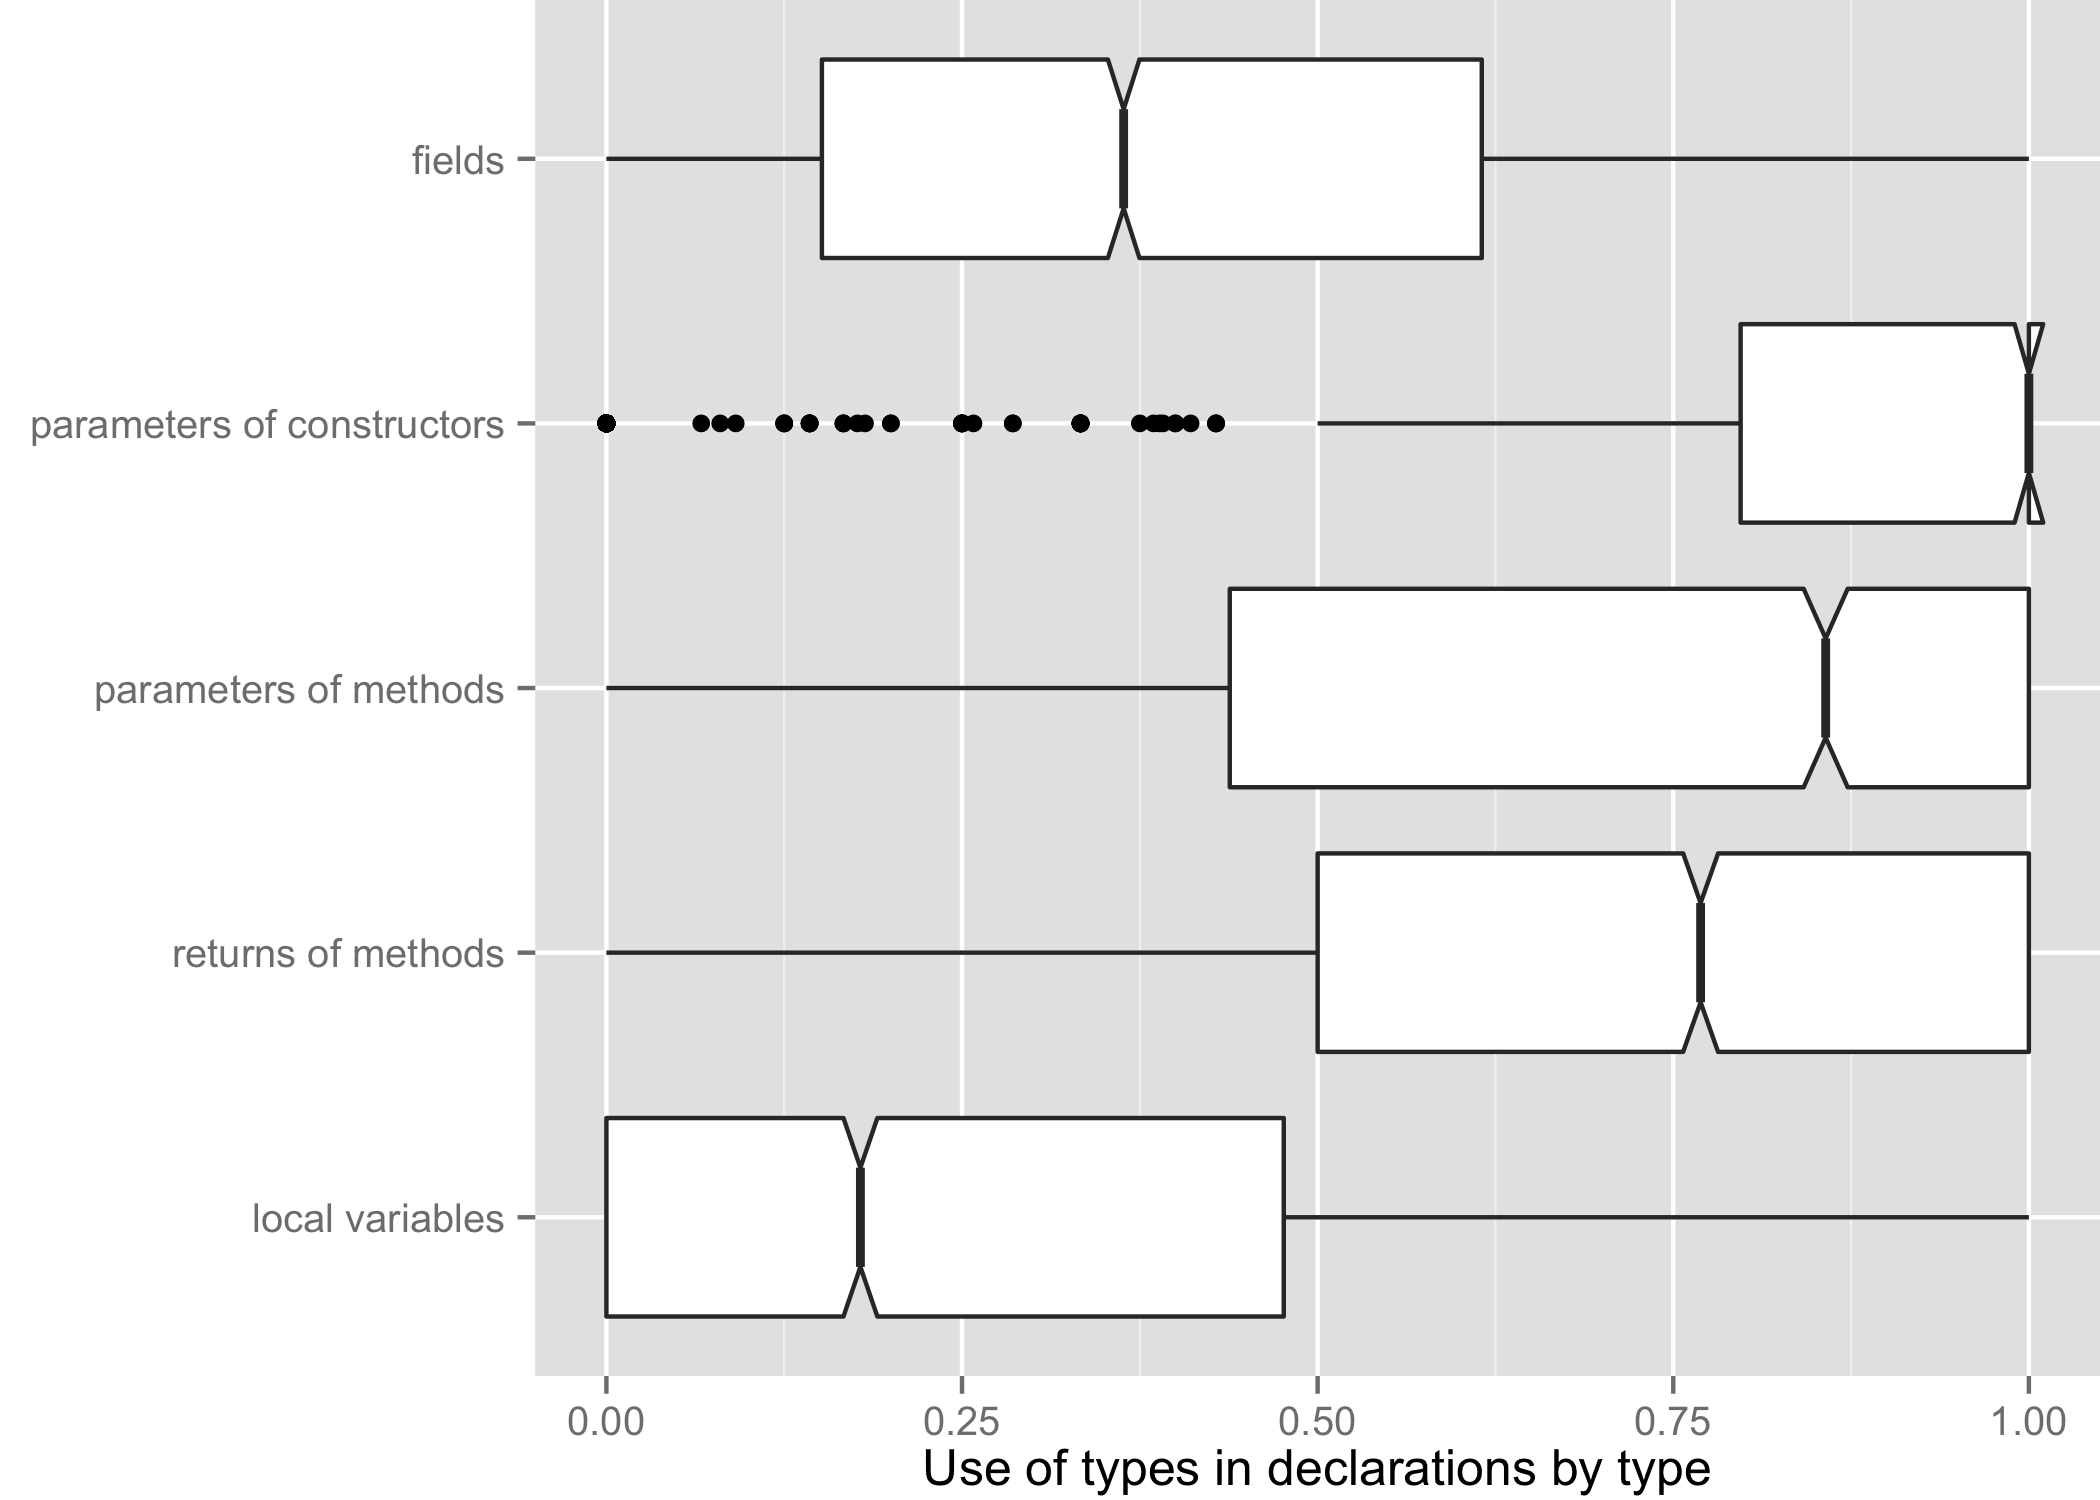 fields
parameters of constructors
parameters of methods
returns of methods
local variables
0.00 0.25 0.50 0.75 1.00
Use of types in declarations by type